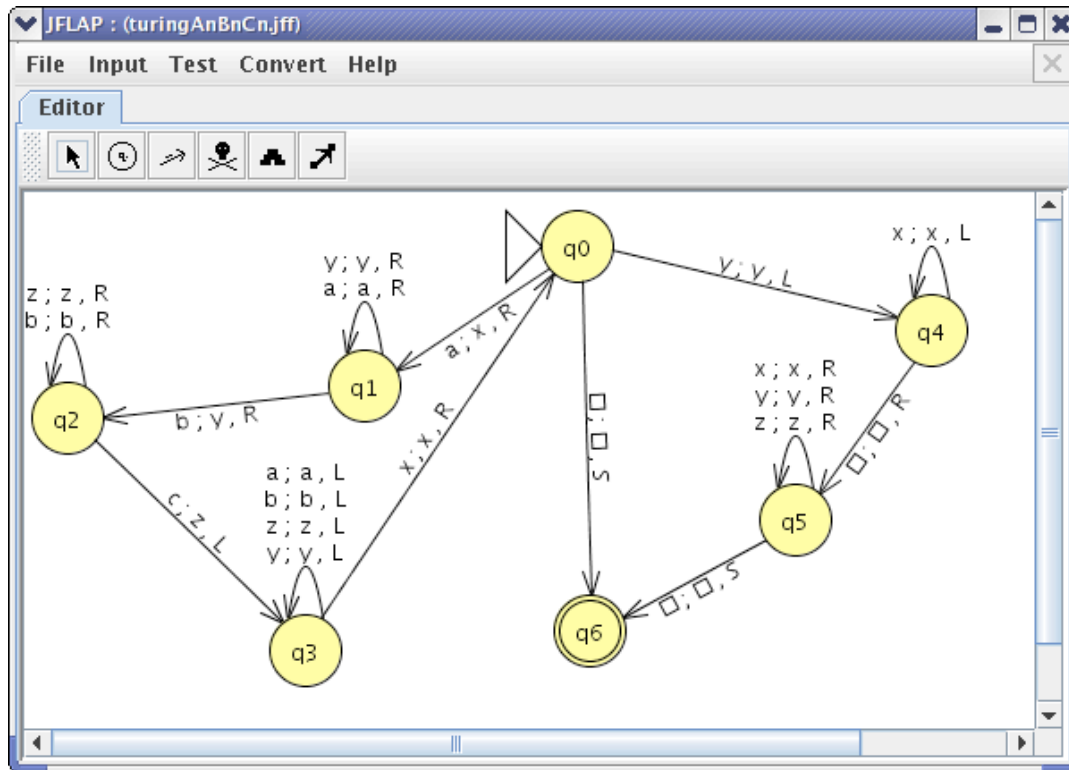 JFLAP : (turingAnBnCn.jff)
File Input Test Convert Help
Editor
q0
x ; x , L
y ; y , R
a ; a , R
y ; y , L
z ; z , R
b ; b , R
a ; x , R
q4
q1
x ; x , R
y ; y , R
z ; z , R
b ; y , R
q2
□ ; □ , S
x ; x , R
□ ; □ , R
a ; a , L
b ; b , L
z ; z , L
y ; y , L
c ; z , L
q5
□ ; □ , S
q6
q3